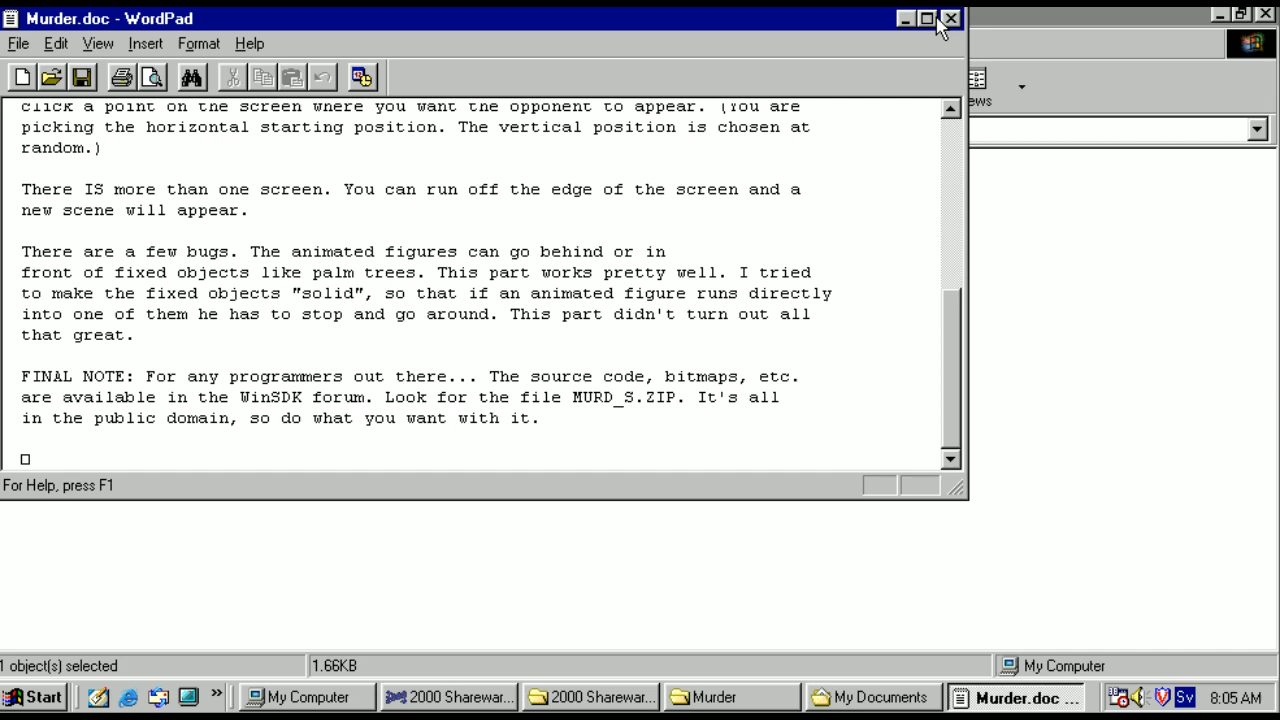 Murder.doc - WordPad
File Edit View Insert Format Help
ews
click a point on the screen where you want the opponent to appear. (You are
picking the horizontal starting position. The vertical position is chosen at
random.)
There IS more than one screen. You can run off the edge of the screen and a
new scene will appear.
There are a few bugs. The animated figures can go behind or in
front of fixed objects like palm trees. This part works pretty well. I tried
to make the fixed objects "solid", so that if an animated figure runs directly
into one of them he has to stop and go around. This part didn't turn out all
that great.
FINAL NOTE: For any programmers out there... The source code, bitmaps, etc.
are available in the WinSDK forum. Look for the file MURD_S.ZIP. It's all
in the public domain, so do what you want with it.
For Help, press F1
1 object(s) selected 1.66KB My Computer
Start » My Computer 2000 Sharewar... 2000 Sharewar... Murder My Documents Murder.doc ... Sv 8:05 AM